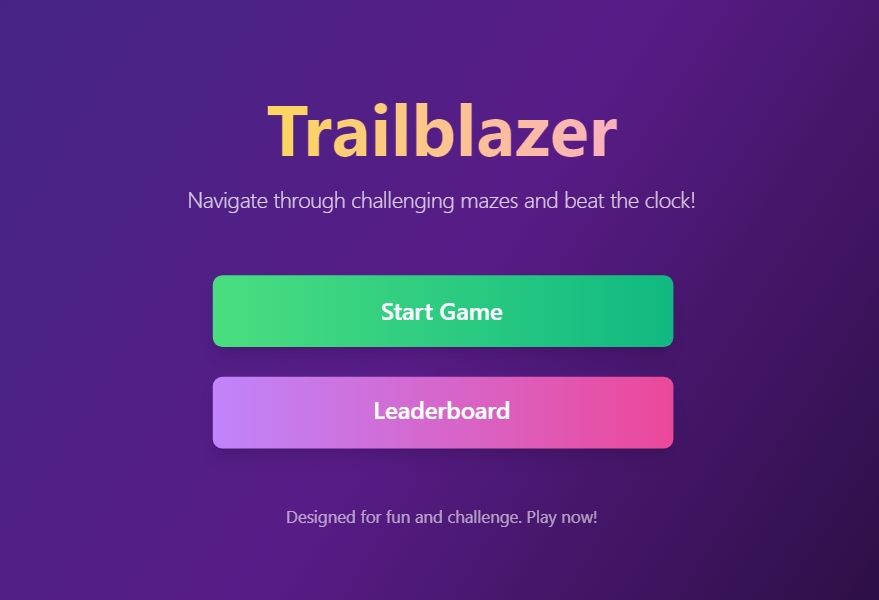 Trailblazer
Navigate through challenging mazes and beat the clock!
Start Game
Leaderboard
Designed for fun and challenge. Play now!